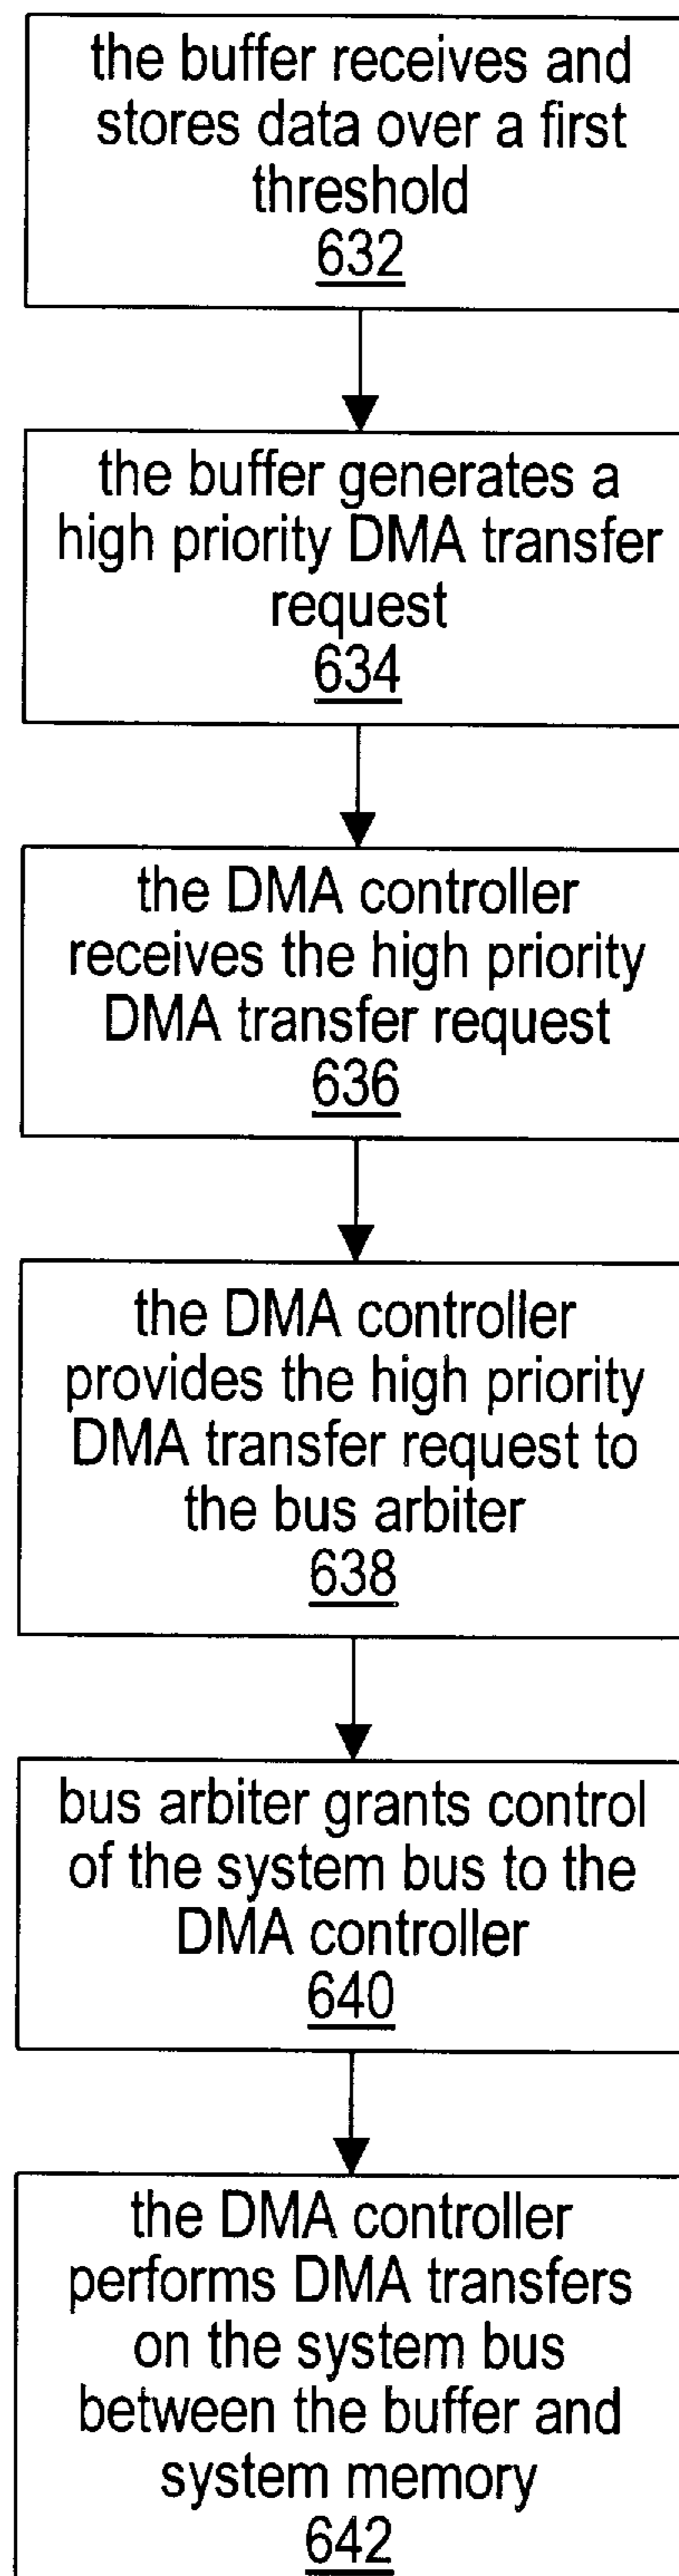 the buffer receives and
stores data over a first
threshold
632
the buffer generates a
high priority DMA transfer
request
634
the DMA controller
receives the high priority
DMA transfer request
636
the DMA controller
provides the high priority
DMA transfer request to
the bus arbiter
638
bus arbiter grants control
of the system bus to the
DMA controller
640
the DMA controller
performs DMA transfers
on the system bus
between the buffer and
system memory
642